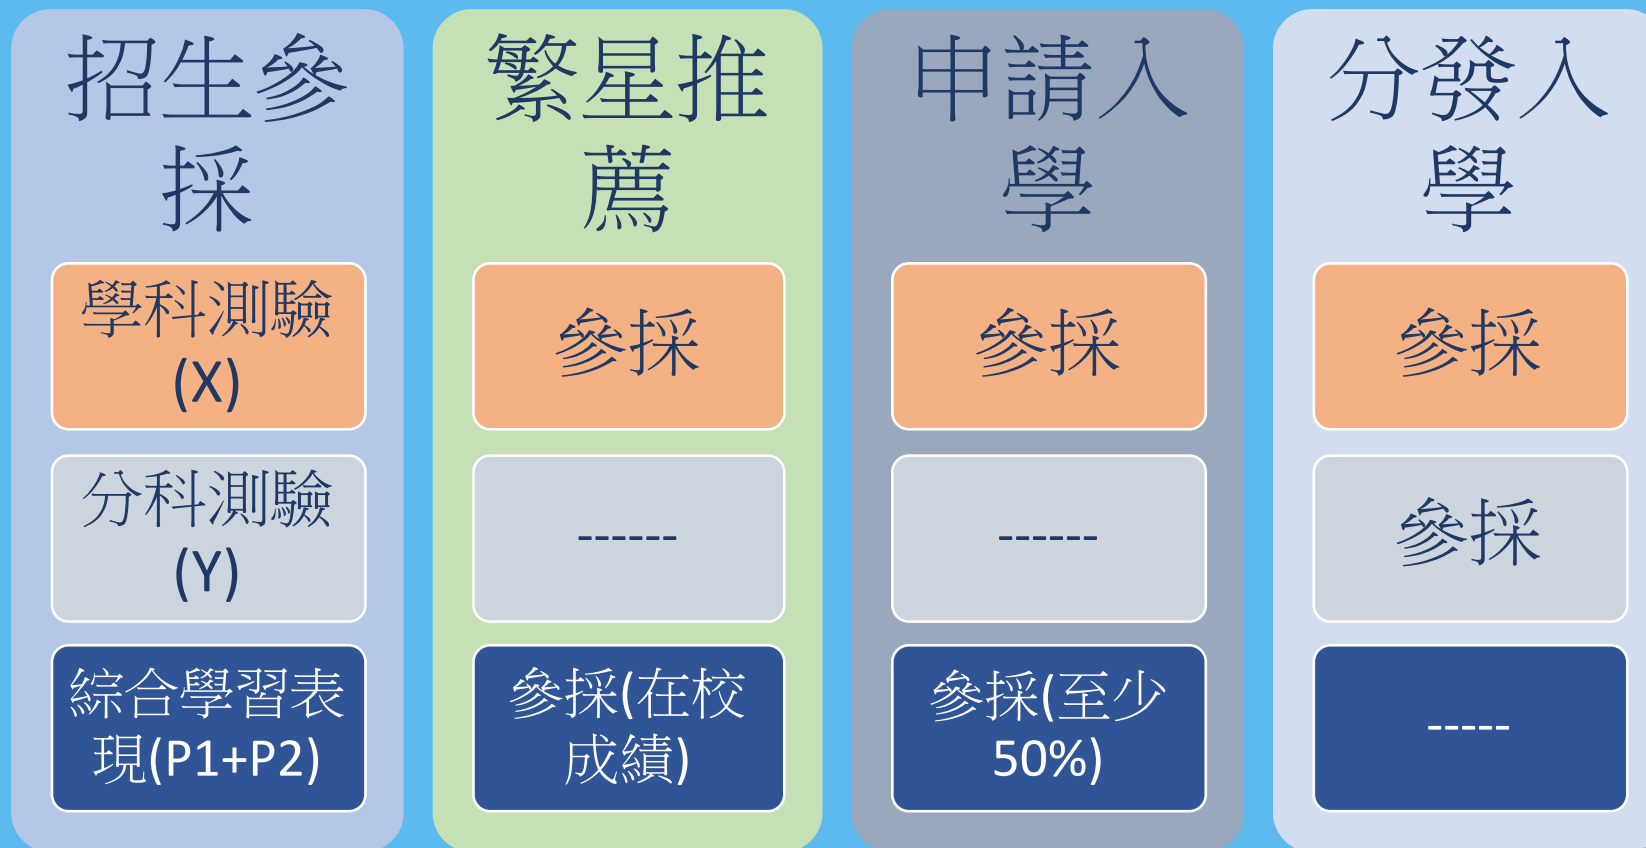 招生參
採
繁星推
薦
申請入
學
分發入
學
學科測驗
(X)
參採
參採
參採
分科測驗
(Y)
------
------
參採
綜合學習表
現(P1+P2)
參採(在校
成績)
參採(至少
50%)
-----